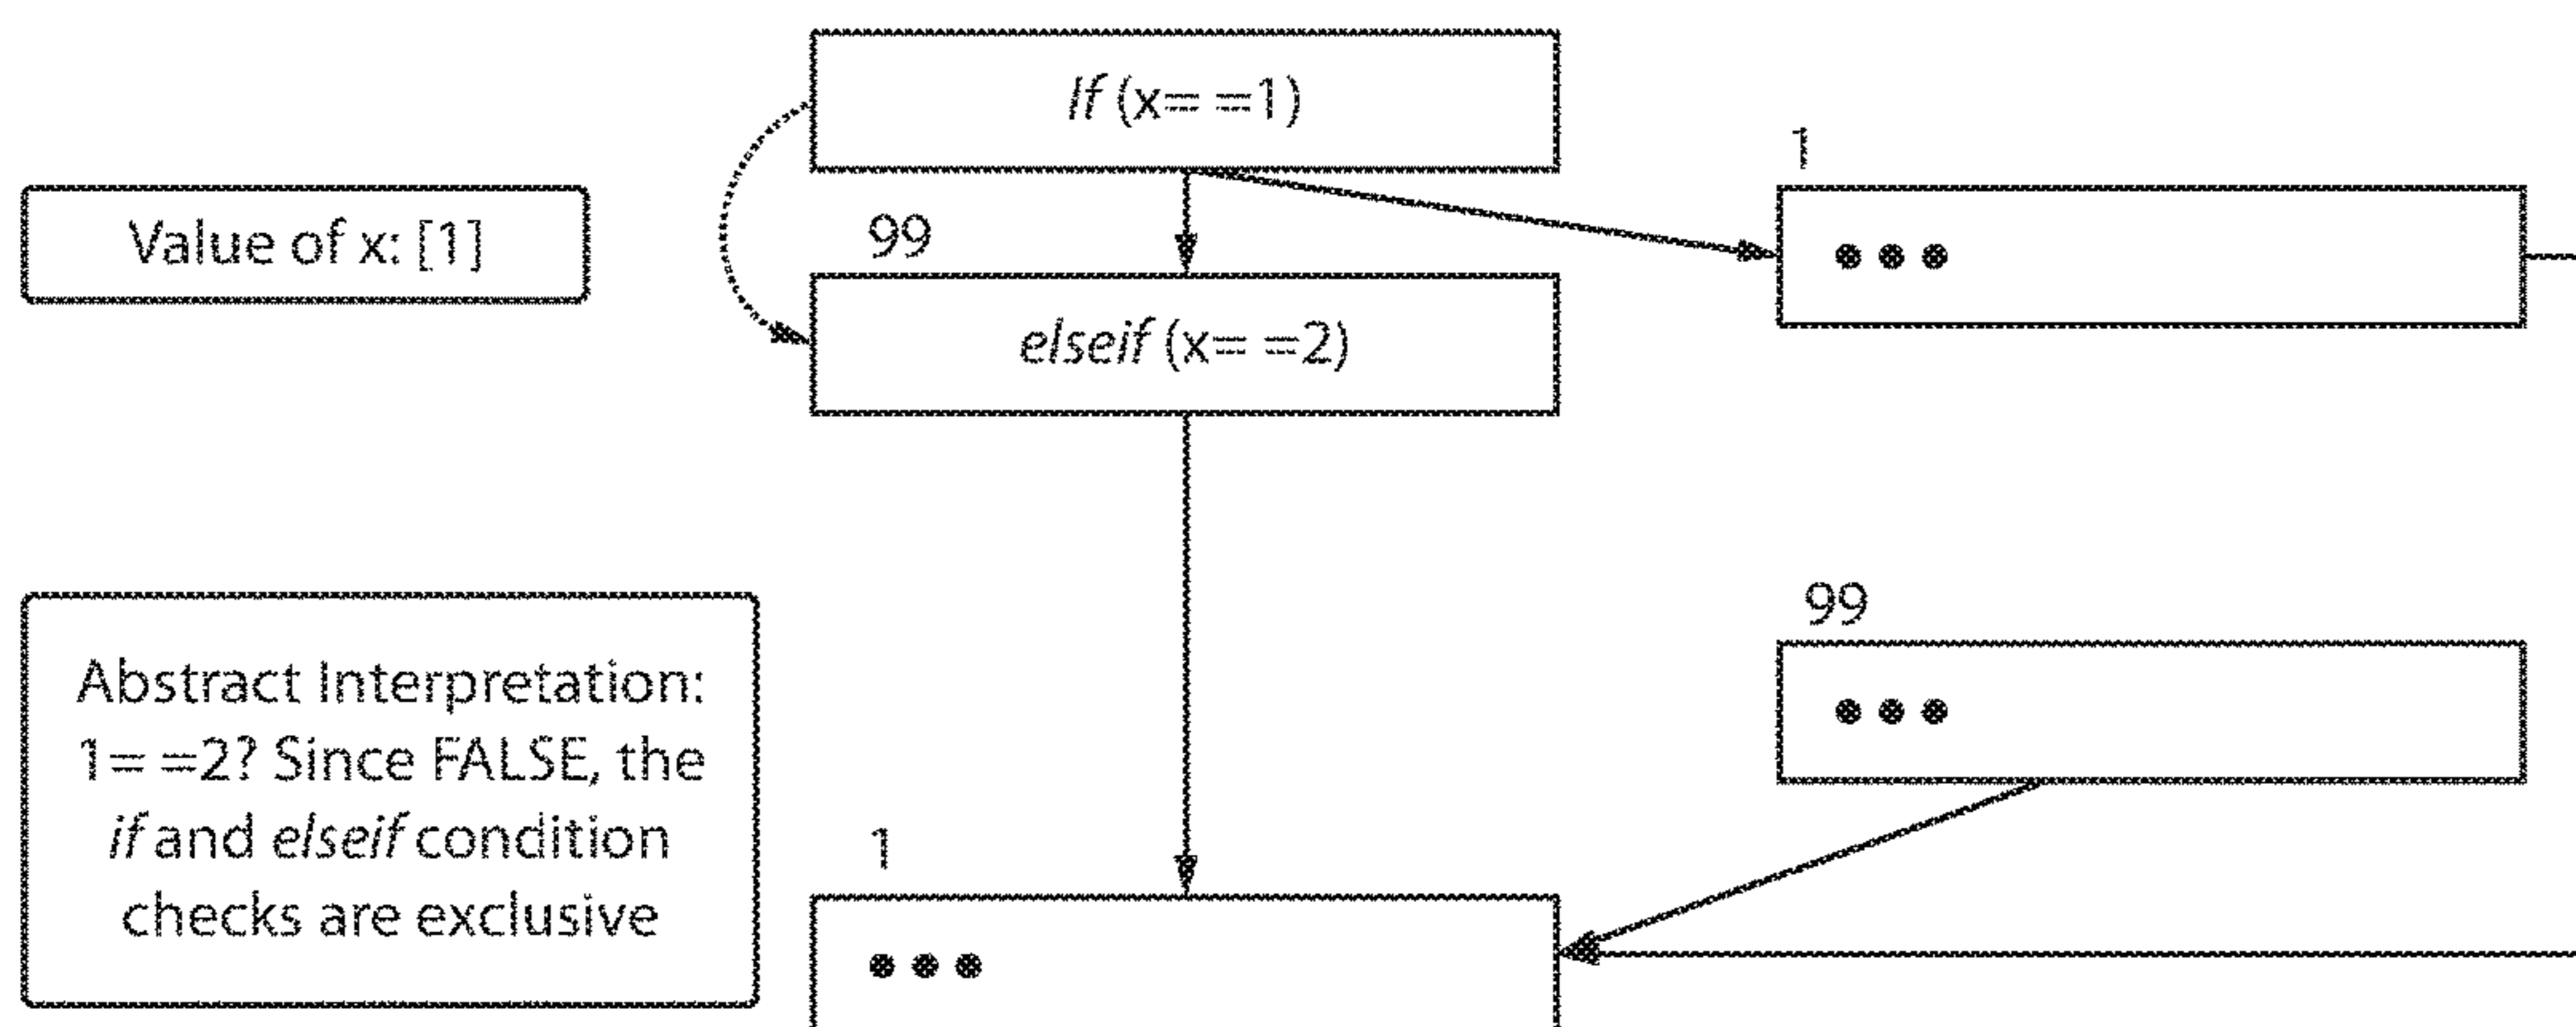 If (x= =1)
1
Value of x: [1]
99
elseif (x= =2)
99
Abstract Interpretation:
1= =2? Since FALSE, the
if and elseif condition
checks are exclusive
1